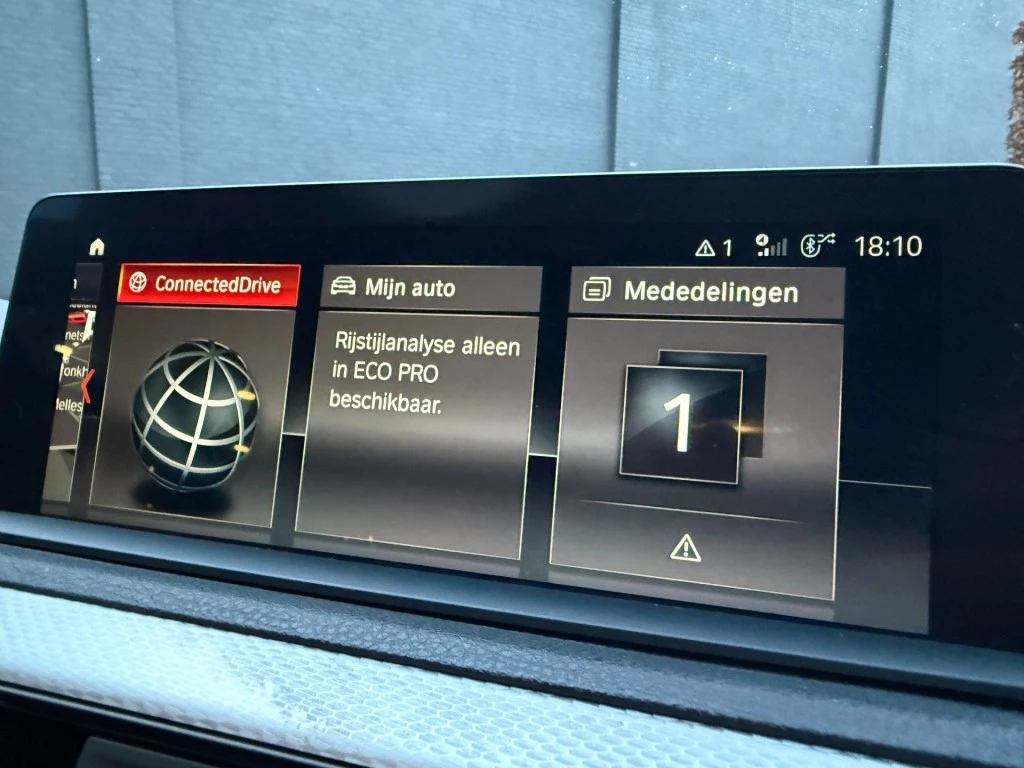 1
18:10
ConnectedDrive
Mijn auto
Mededelingen
Rijstijlanalyse alleen
in ECO PRO
beschikbaar.
1